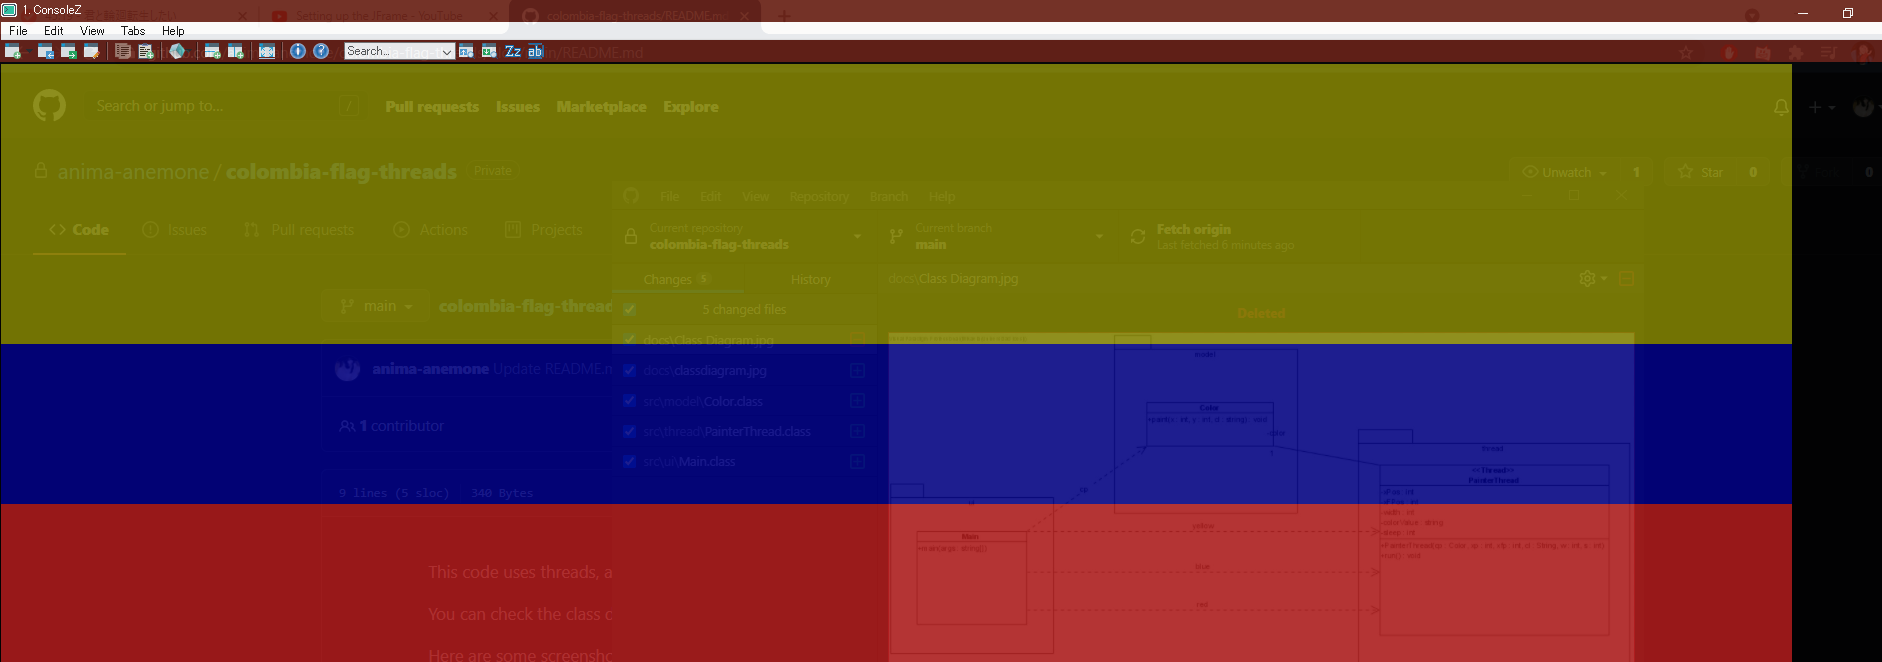 1. ConsoleZ
Setting up the JFrame - YouTube
colombia-flag-threads/README.m
File Edit View Tabs Help
Search...
Zz ab
in/README.md
Search or jump to... /
Pull requests Issues Marketplace Explore
anima-anemone / colombia-flag-threads Private
Unwatch 1 Star 0 Fork 0
Code Issues Pull requests Actions Projects
File Edit View Repository Branch Help
Current repository
colombia-flag-threads
Current branch
main
Fetch origin
Last fetched 6 minutes ago
Changes 5 History
docs\Class Diagram.jpg
main colombia-flag-thread
5 changed files
Deleted
docs\Class Diagram.jpg
docs\classdiagram.jpg
src\model\Color.class
src\thread\PainterThread.class
src\ui\Main.class
anima-anemone Update README.m
1 contributor
9 lines (5 sloc) 340 Bytes
model
Color
thread
<<Thread>>
PainterThread
ui
Main
yellow
blue
red
This code uses threads, a
You can check the class c
Here are some screensho